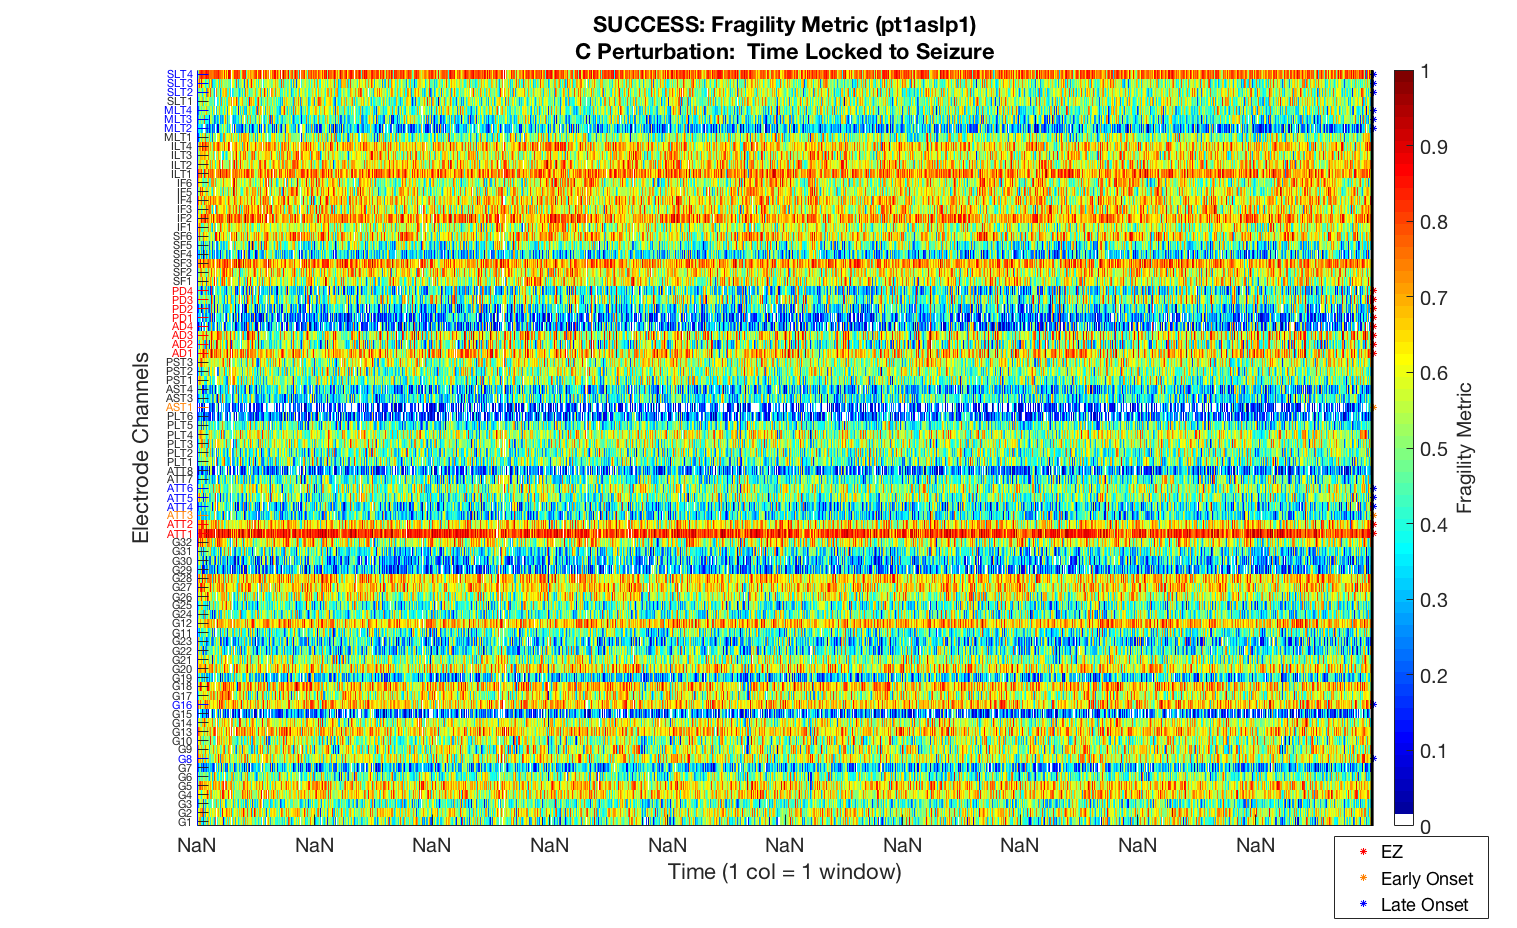 SUCCESS: Fragility Metric (pt1aslp1)
C Perturbation: Time Locked to Seizure
Electrode Channels
SLT4
SLT3
SLT2
SLT1
MLT4
MLT3
MLT2
MLT1
ILT4
ILT3
ILT2
ILT1
IF6
IF5
IF4
IF3
IF2
IF1
SF6
SF5
SF4
SF3
SF2
SF1
PD4
PD3
PD2
PD1
AD4
AD3
AD2
AD1
PST3
PST2
PST1
AST4
AST3
AST1
PLT6
PLT5
PLT4
PLT3
PLT2
PLT1
ATT8
ATT7
ATT6
ATT5
ATT4
ATT3
ATT2
ATT1
G32
G31
G30
G29
G28
G27
G26
G25
G24
G12
G11
G23
G22
G21
G20
G19
G18
G17
G16
G15
G14
G13
G10
G9
G8
G7
G6
G5
G4
G3
G2
G1
NaN NaN NaN NaN NaN NaN NaN NaN NaN NaN
Time (1 col = 1 window)
1
0.9
0.8
0.7
0.6
0.5
0.4
0.3
0.2
0.1
0
Fragility Metric
EZ
Early Onset
Late Onset